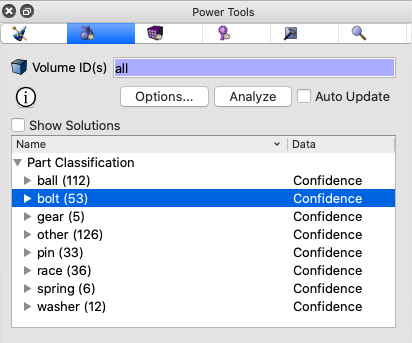 Power Tools
Volume ID(s) all
Options... Analyze Auto Update
Show Solutions
Name Data
Part Classification
ball (112) Confidence
bolt (53) Confidence
gear (5) Confidence
other (126) Confidence
pin (33) Confidence
race (36) Confidence
spring (6) Confidence
washer (12) Confidence